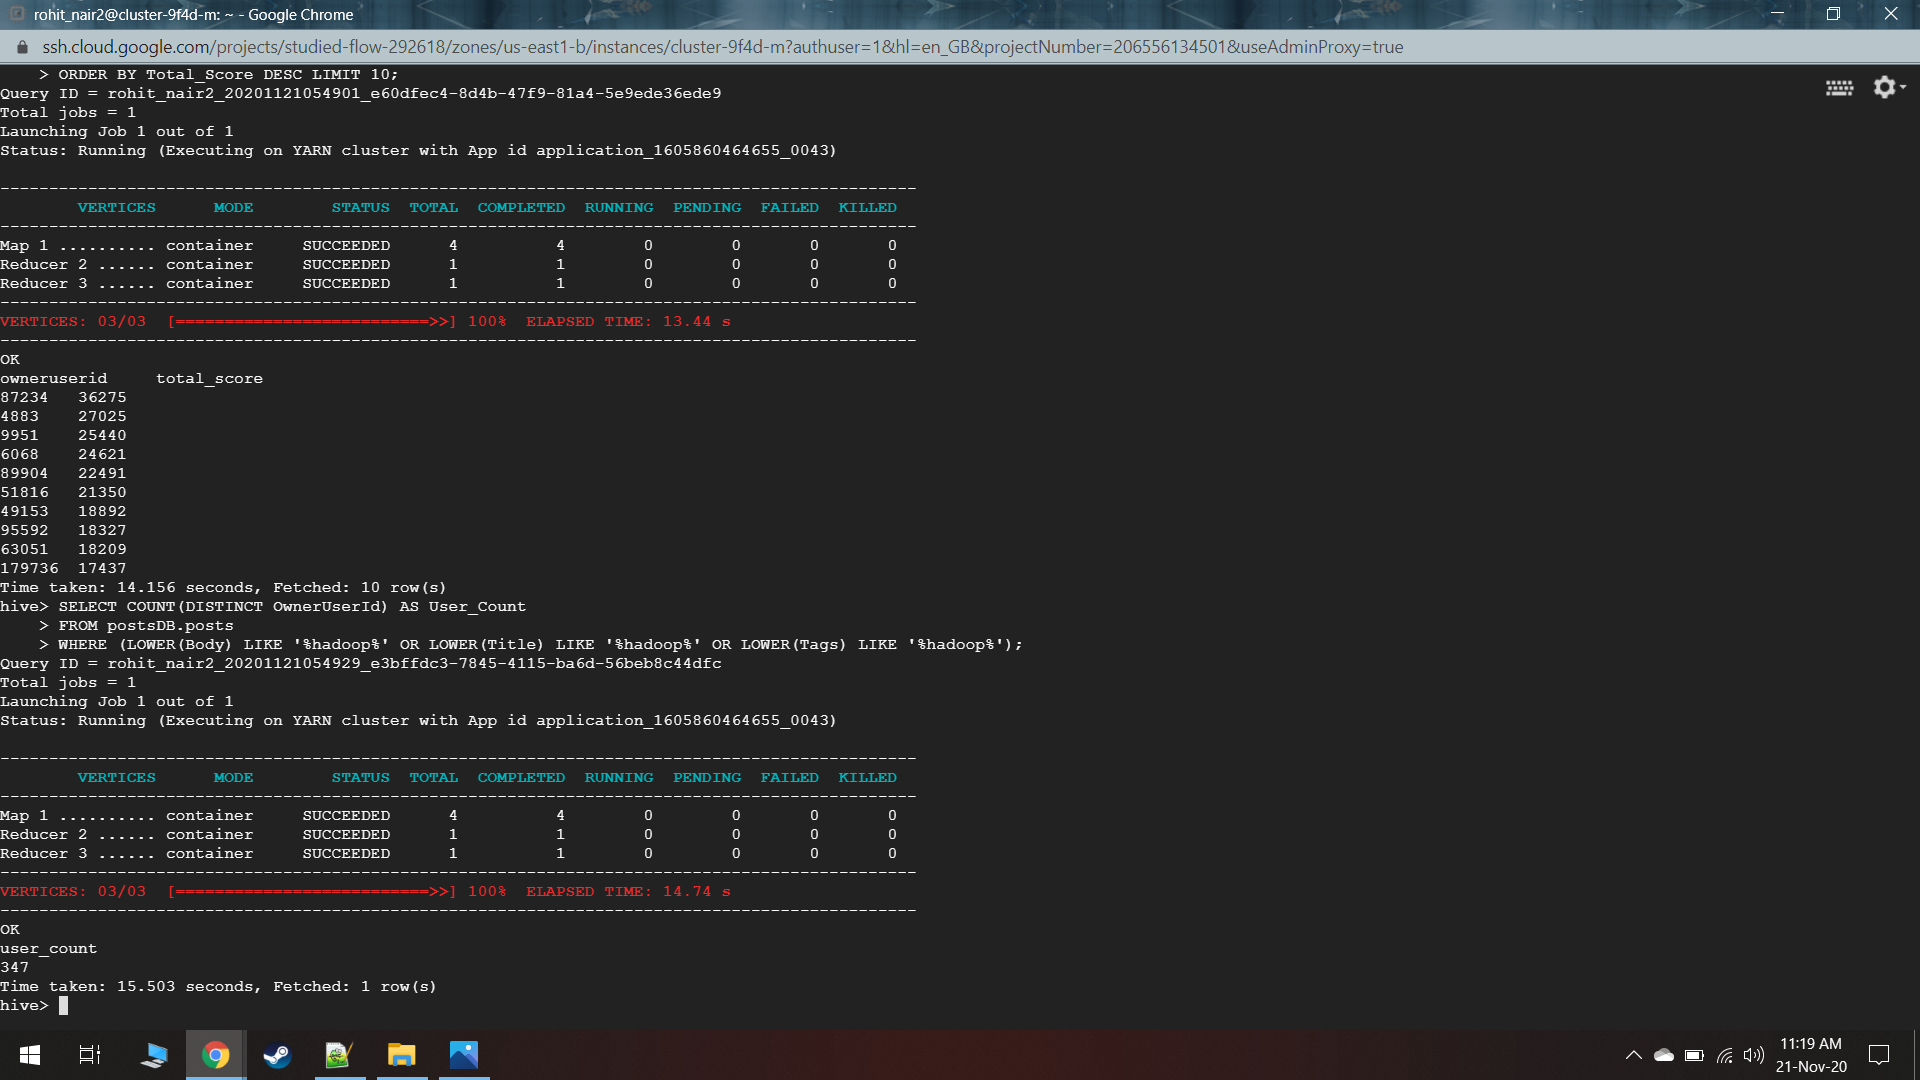 rohit_nair2@cluster-9f4d-m: ~ - Google Chrome
ssh.cloud.google.com/projects/studied-flow-292618/zones/us-east1-b/instances/cluster-9f4d-m?authuser=1&hl=en_GB&projectNumber=206556134501&useAdminProxy=true
    > ORDER BY Total_Score DESC LIMIT 10;
Query ID = rohit_nair2_20201121054901_e60dfec4-8d4b-47f9-81a4-5e9ede36ede9
Total jobs = 1
Launching Job 1 out of 1
Status: Running (Executing on YARN cluster with App id application_1605860464655_0043)
----------------------------------------------------------------------------------------------
        VERTICES      MODE        STATUS  TOTAL  COMPLETED  RUNNING  PENDING  FAILED  KILLED
----------------------------------------------------------------------------------------------
Map 1 .......... container     SUCCEEDED      4          4        0        0       0       0
Reducer 2 ...... container     SUCCEEDED      1          1        0        0       0       0
Reducer 3 ...... container     SUCCEEDED      1          1        0        0       0       0
----------------------------------------------------------------------------------------------
VERTICES: 03/03  [==========================>>] 100%  ELAPSED TIME: 13.44 s
----------------------------------------------------------------------------------------------
OK
owneruserid     total_score
87234   36275
4883    27025
9951    25440
6068    24621
89904   22491
51816   21350
49153   18892
95592   18327
63051   18209
179736  17437
Time taken: 14.156 seconds, Fetched: 10 row(s)
hive> SELECT COUNT(DISTINCT OwnerUserId) AS User_Count
    > FROM postsDB.posts
    > WHERE (LOWER(Body) LIKE '%hadoop%' OR LOWER(Title) LIKE '%hadoop%' OR LOWER(Tags) LIKE '%hadoop%');
Query ID = rohit_nair2_20201121054929_e3bffdc3-7845-4115-ba6d-56beb8c44dfc
Total jobs = 1
Launching Job 1 out of 1
Status: Running (Executing on YARN cluster with App id application_1605860464655_0043)
----------------------------------------------------------------------------------------------
        VERTICES      MODE        STATUS  TOTAL  COMPLETED  RUNNING  PENDING  FAILED  KILLED
----------------------------------------------------------------------------------------------
Map 1 .......... container     SUCCEEDED      4          4        0        0       0       0
Reducer 2 ...... container     SUCCEEDED      1          1        0        0       0       0
Reducer 3 ...... container     SUCCEEDED      1          1        0        0       0       0
----------------------------------------------------------------------------------------------
VERTICES: 03/03  [==========================>>] 100%  ELAPSED TIME: 14.74 s
----------------------------------------------------------------------------------------------
OK
user_count
347
Time taken: 15.503 seconds, Fetched: 1 row(s)
hive>
11:19 AM
21-Nov-20